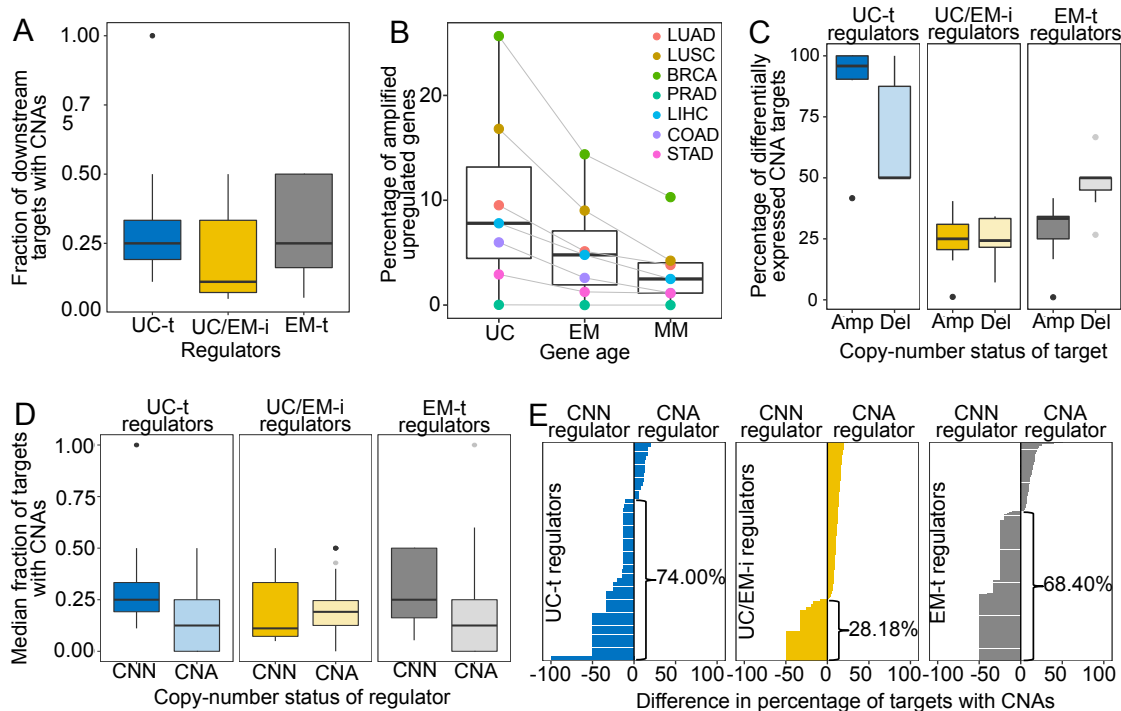 A
Fraction of downstream
targets with CNAs
1.00
0.7
5
0.50
0.25
0.00
UC-t
UC/EM-i
EM-t
Regulators
B
Percentage of amplified
upregulated genes
20
10
0
LUAD
LUSC
BRCA
PRAD
LIHC
COAD
STAD
UC
EM
MM
Gene age
C
UC-t
regulators
UC/EM-i
regulators
EM-t
regulators
Percentage of differentially
expressed CNA targets
100
75
50
25
0
Amp Del
Amp Del
Amp Del
Copy-number status of target
D
UC-t
regulators
UC/EM-i
regulators
EM-t
regulators
Median fraction of targets
with CNAs
1.00
0.75
0.50
0.25
0.00
CNN CNA
CNN CNA
CNN CNA
Copy-number status of regulator
E
CNN
regulator
CNA
regulator
CNN
regulator
CNA
regulator
CNN
regulator
CNA
regulator
UC-t regulators
74.00%
UC/EM-i regulators
28.18%
EM-t regulators
68.40%
-100 -50 0 50 100
-100 -50 0 50 100
-100 -50 0 50 100
Difference in percentage of targets with CNAs